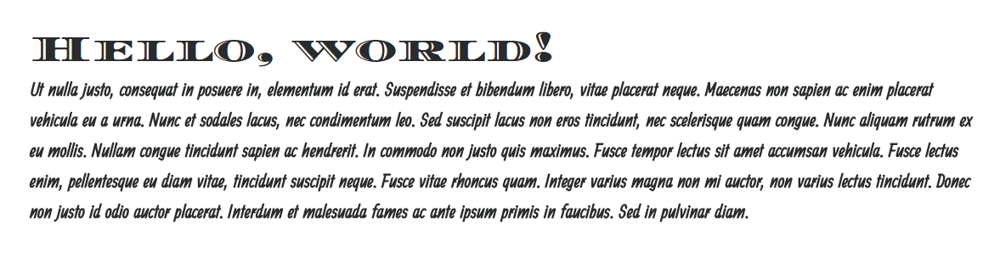 Hello, world!
Ut nulla justo, consequat in posuere in, elementum id erat. Suspendisse et bibendum libero, vitae placerat neque. Maecenas non sapien ac enim placerat
vehicula eu a urna. Nunc et sodales lacus, nec condimentum leo. Sed suscipit lacus non eros tincidunt, nec scelerisque quam congue. Nunc aliquam rutrum ex
eu mollis. Nullam congue tincidunt sapien ac hendrerit. In commodo non justo quis maximus. Fusce tempor lectus sit amet accumsan vehicula. Fusce lectus
enim, pellentesque eu diam vitae, tincidunt suscipit neque. Fusce vitae rhoncus quam. Integer varius magna non mi auctor, non varius lectus tincidunt. Donec
non justo id odio auctor placerat. Interdum et malesuada fames ac ante ipsum primis in faucibus. Sed in pulvinar diam.